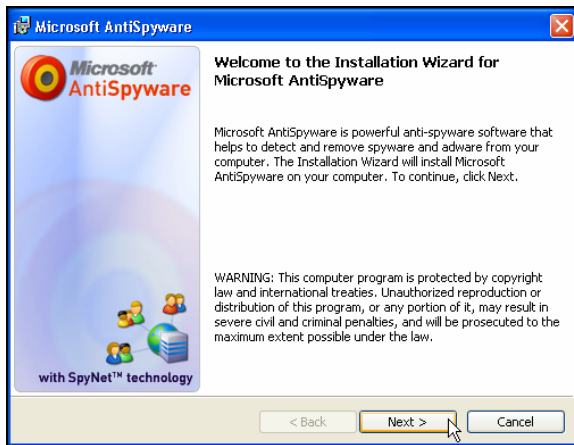 Microsoft AntiSpyware
Microsoft
AntiSpyware
Welcome to the Installation Wizard for
Microsoft AntiSpyware
Microsoft AntiSpyware is powerful anti-spyware software that
helps to detect and remove spyware and adware from your
computer. The Installation Wizard will install Microsoft
AntiSpyware on your computer. To continue, click Next.
WARNING: This computer program is protected by copyright
law and international treaties. Unauthorized reproduction or
distribution of this program, or any portion of it, may result in
severe civil and criminal penalties, and will be prosecuted to the
maximum extent possible under the law.
with SpyNet™ technology
< Back Next > Cancel